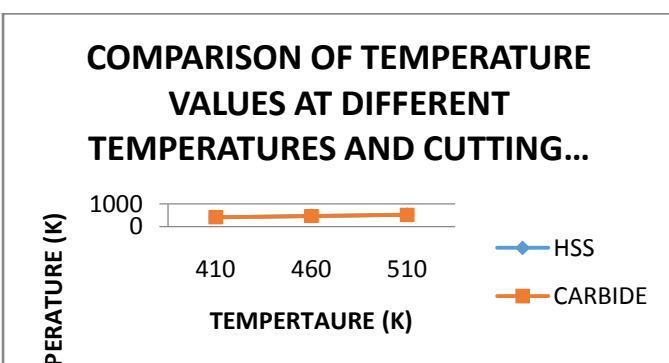 COMPARISON OF TEMPERATURE
VALUES AT DIFFERENT
TEMPERATURES AND CUTTING…
1000
0
410 460 510
TEMPERTAURE (K)
PERATURE (K)
HSS
CARBIDE